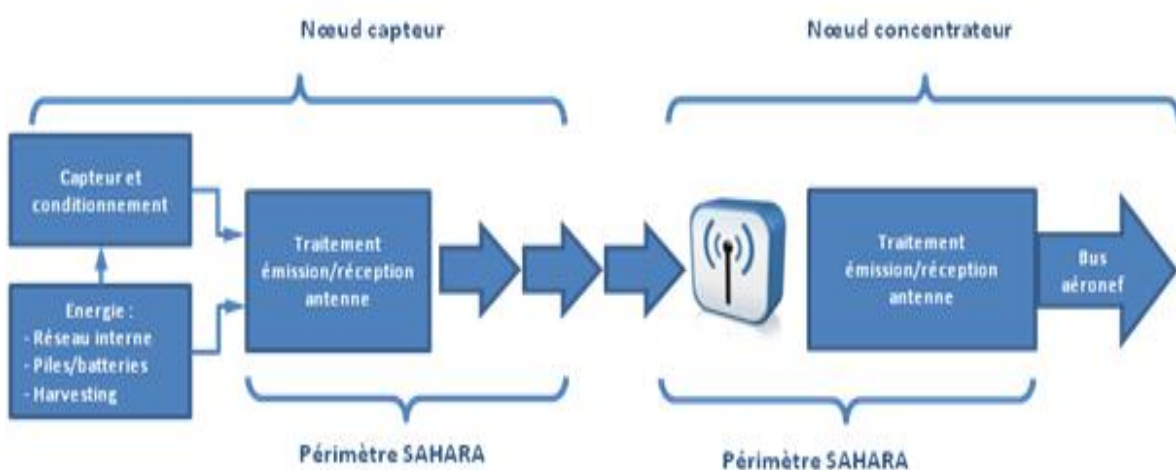 Nœud capteur
Nœud concentrateur
Capteur et
conditionnement
Energie :
- Réseau interne
- Piles/batteries
- Harvesting
Traitement
émission/réception
antenne
Traitement
émission/réception
antenne
Bus
aéronef
Périmètre SAHARA
Périmètre SAHARA